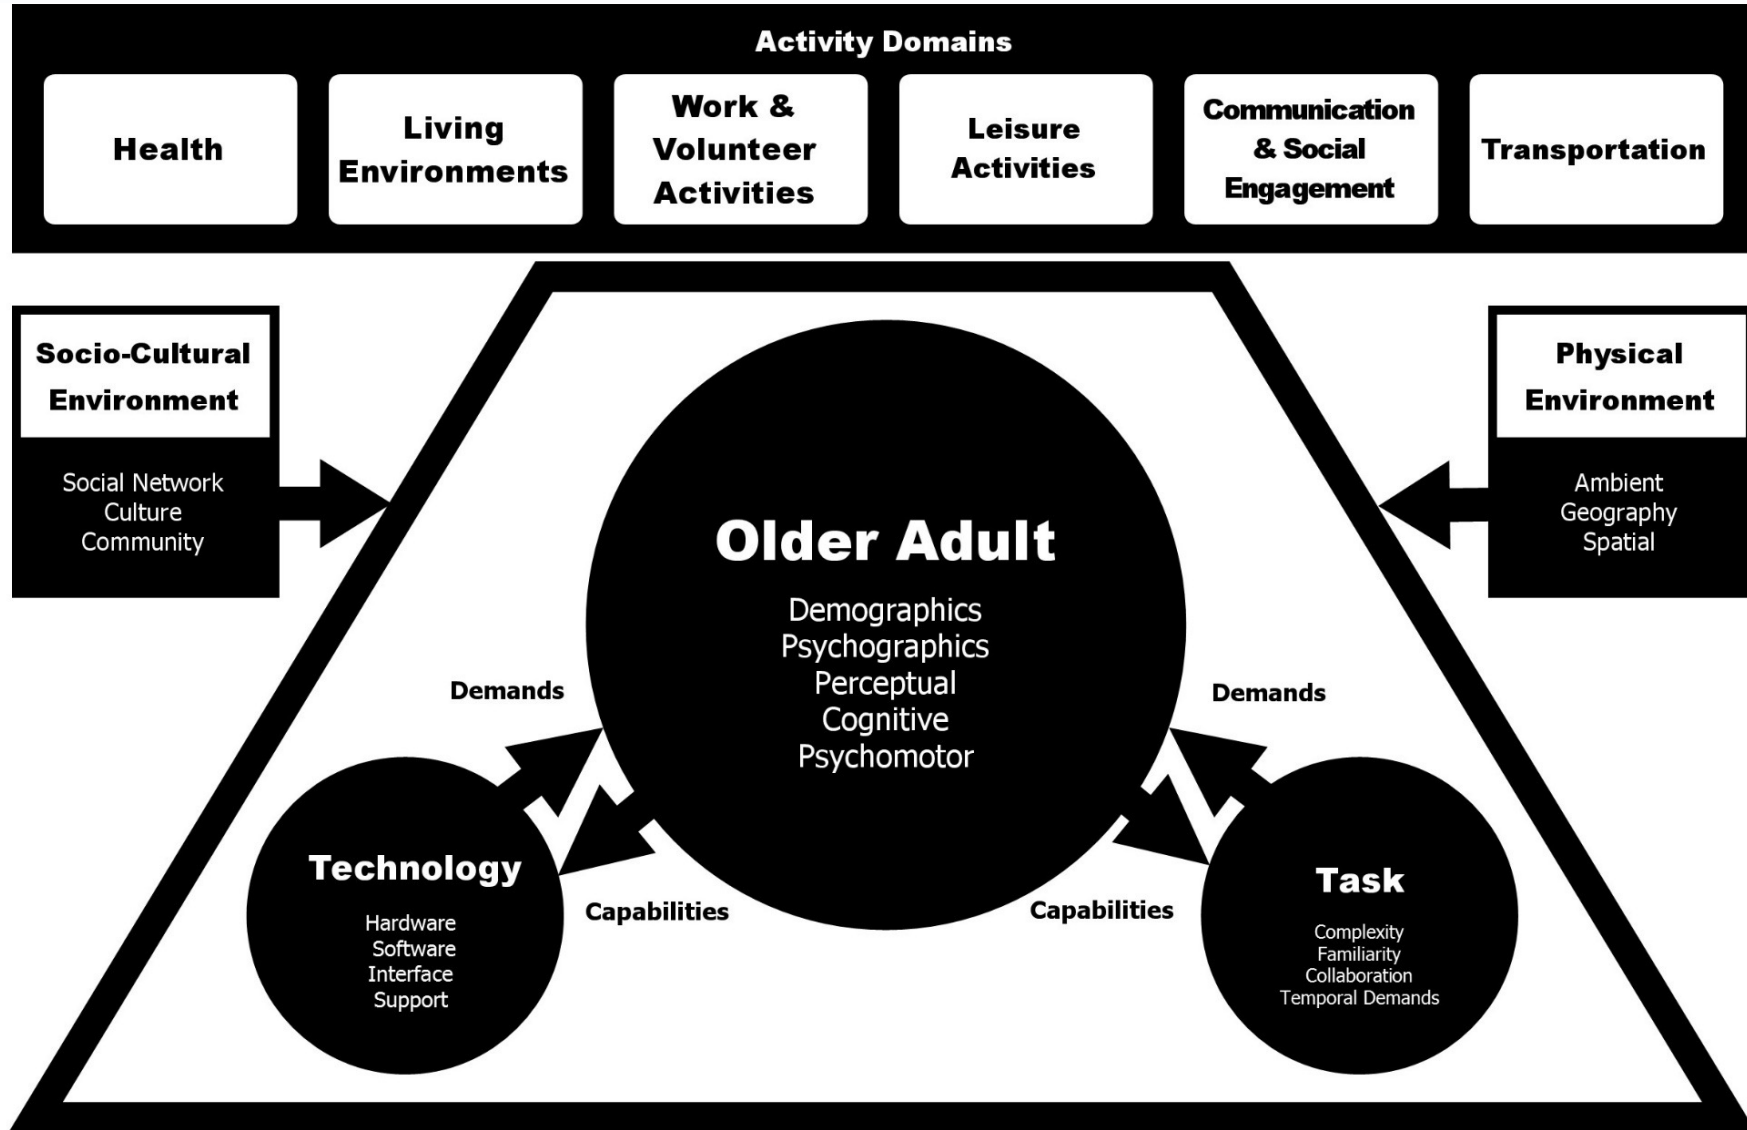 Activity Domains
Health
Living
Environments
Work &
Volunteer
Activities
Leisure
Activities
Communication
& Social
Engagement
Transportation
Socio-Cultural
Environment
Social Network
Culture
Community
Physical
Environment
Ambient
Geography
Spatial
Older Adult
Demographics
Psychographics
Perceptual
Cognitive
Psychomotor
Demands
Demands
Technology
Hardware
Software
Interface
Support
Capabilities
Capabilities
Task
Complexity
Familiarity
Collaboration
Temporal Demands